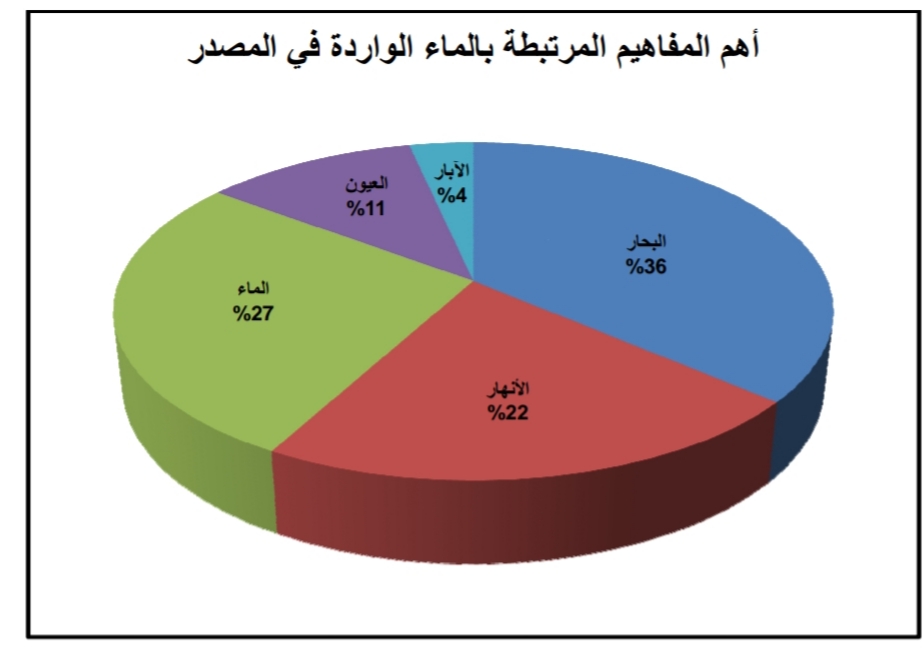 أهم المفاهيم المرتبطة بالماء الواردة في المصدر
الآبار
%4
العيون
%11
البحار
%36
الماء
%27
الأنهار
%22